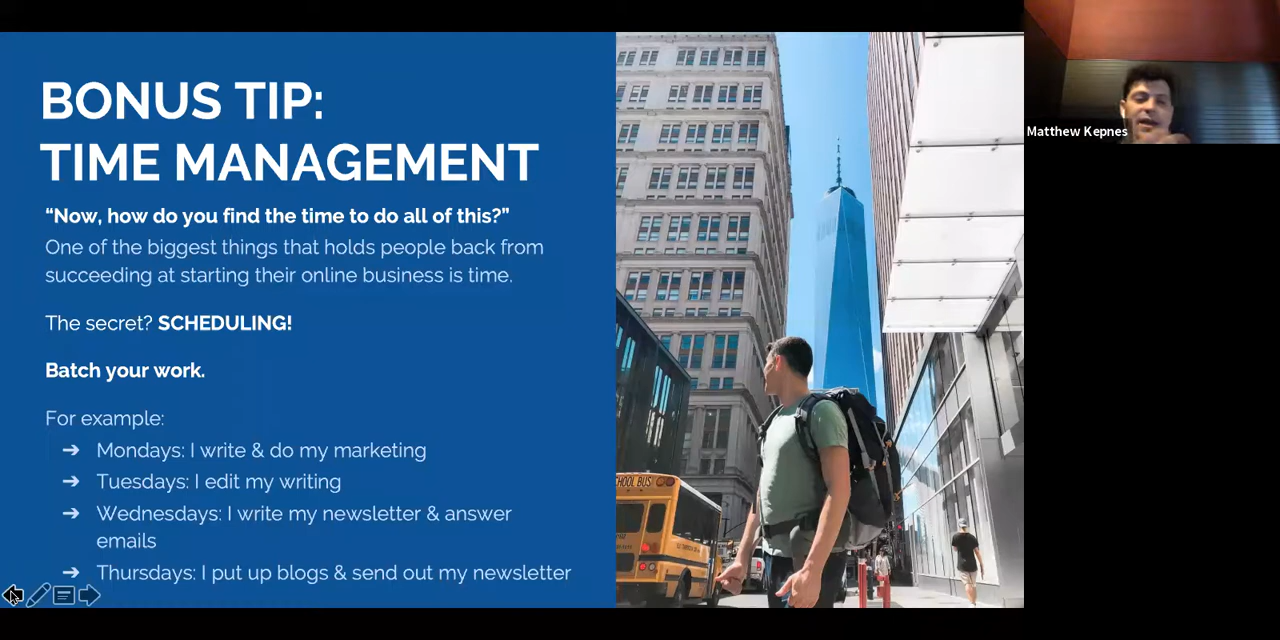 BONUS TIP:
TIME MANAGEMENT
“Now, how do you find the time to do all of this?”
One of the biggest things that holds people back from
succeeding at starting their online business is time.
The secret? SCHEDULING!
Batch your work.
For example:
➔ Mondays: I write & do my marketing
➔ Tuesdays: I edit my writing
➔ Wednesdays: I write my newsletter & answer
emails
➔ Thursdays: I put up blogs & send out my newsletter
CHOOL BUS
Matthew Kepnes